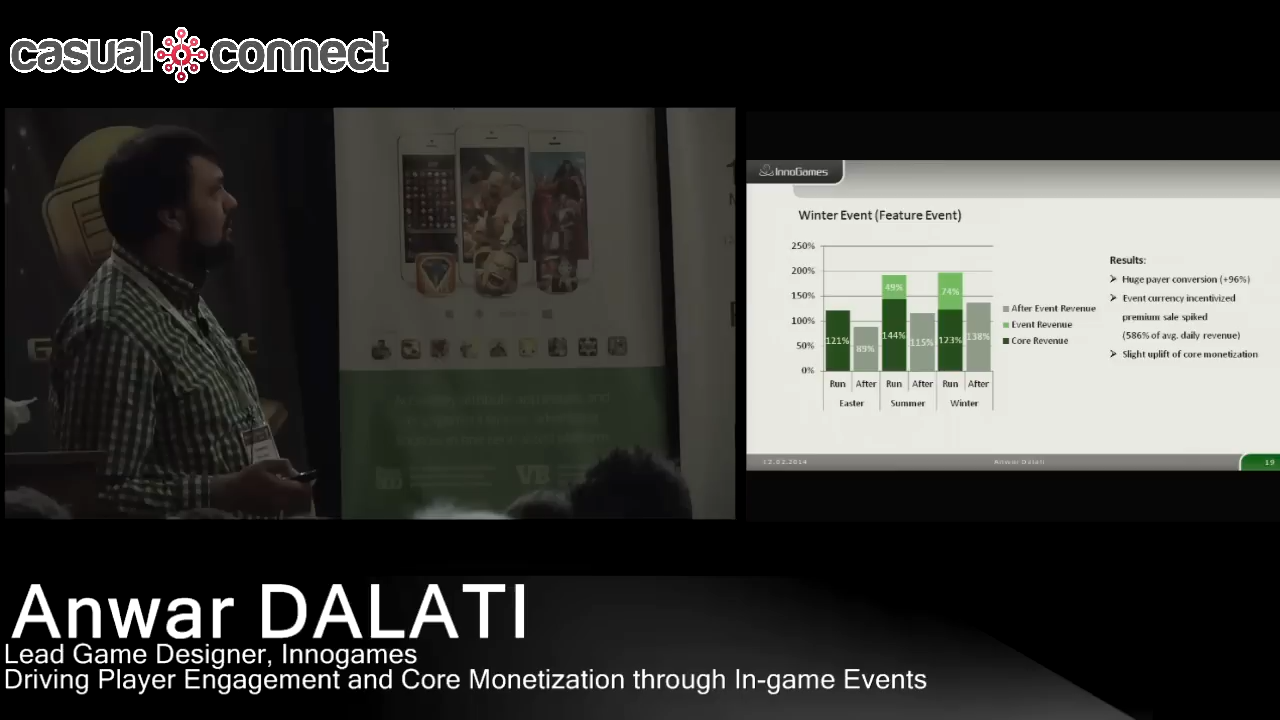 casual connect
InnoGames
Winter Event (Feature Event)
250%
200%
150%
100%
50%
0%
121%
89%
49%
144%
115%
74%
123%
138%
Run
After
Run
After
Run
After
Easter
Summer
Winter
After Event Revenue
Event Revenue
Core Revenue
Results:
Huge payer conversion (+96%)
Event currency incentivized
premium sale spiked
(586% of avg. daily revenue)
Slight uplift of core monetization
12.02.2014
Anwar Dalati
19
VB
Anwar DALATI
Lead Game Designer, Innogames
Driving Player Engagement and Core Monetization through In-game Events